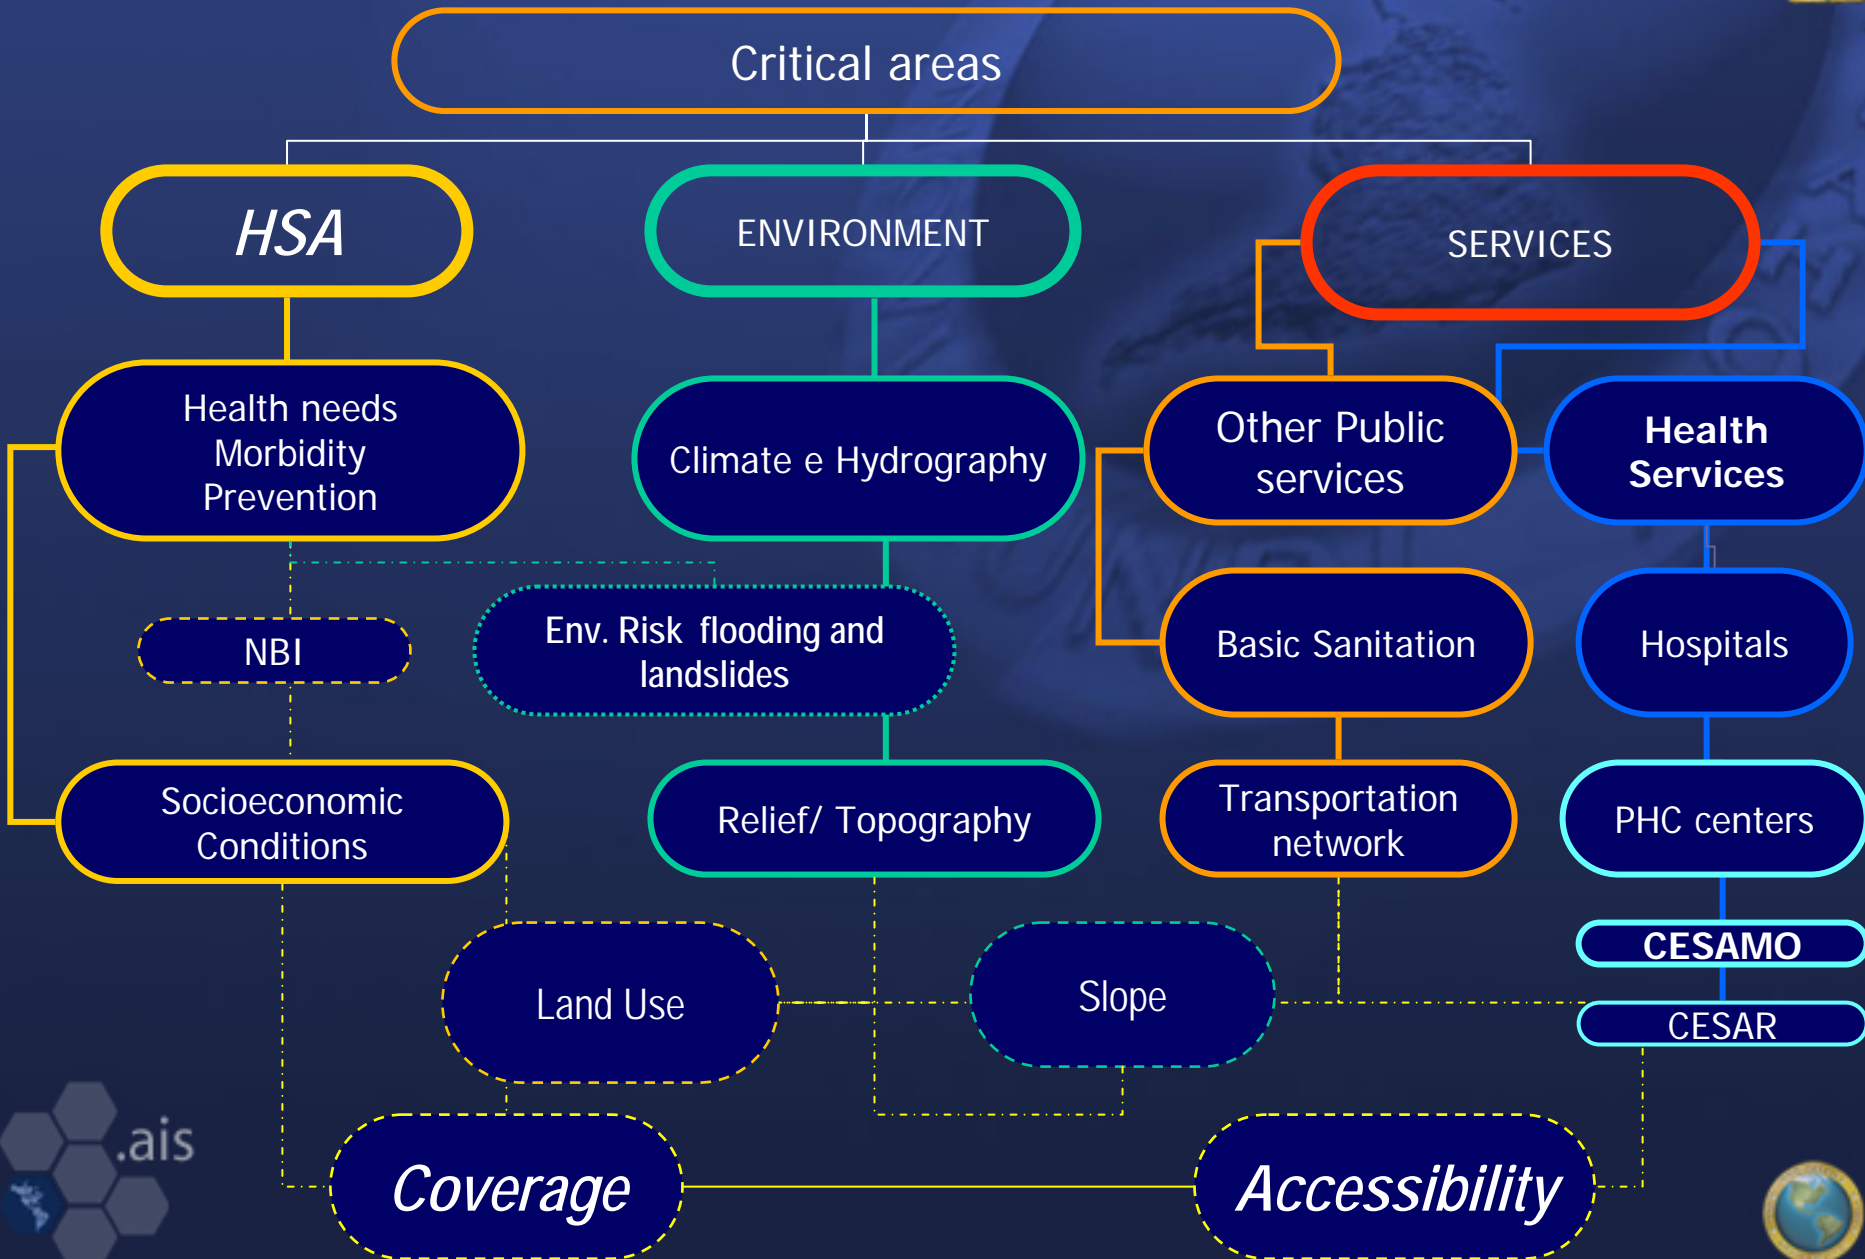 Critical areas
HSA
ENVIRONMENT
SERVICES
Health needs
Morbidity
Prevention
Climate e Hydrography
Other Public
services
Health
Services
NBI
Env. Risk flooding and
landslides
Basic Sanitation
Hospitals
Socioeconomic
Conditions
Relief/ Topography
Transportation
network
PHC centers
Land Use
Slope
CESAMO
CESAR
.ais
Coverage
Accessibility